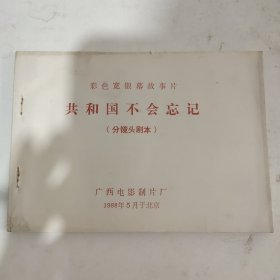 彩色宽银幕故事片
共和国不会忘记
（分镜头剧本）
广西电影制片厂
1988年5月于北京